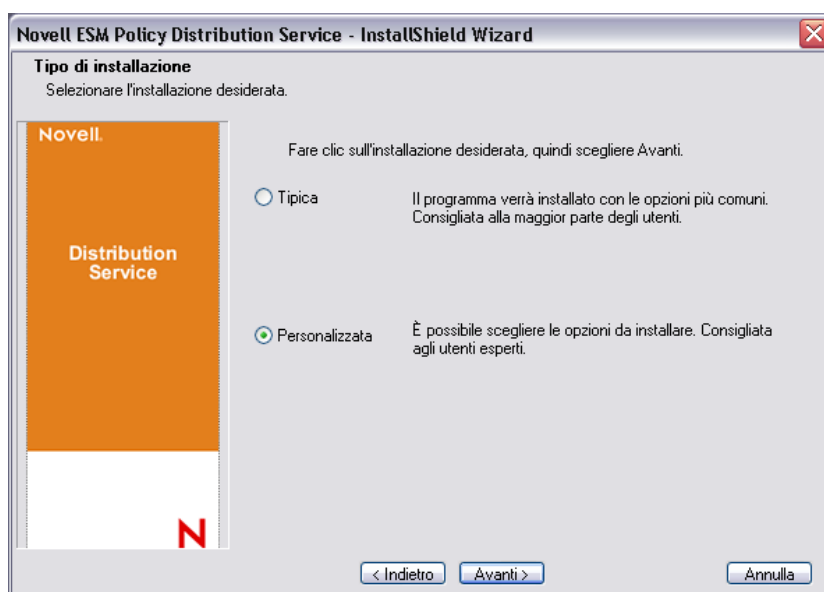 Novell ESM Policy Distribution Service - InstallShield Wizard
Tipo di installazione
Selezionare l'installazione desiderata.
Novell.
Distribution
Service
N
Fare clic sull'installazione desiderata, quindi scegliere Avanti.
Tipica
Il programma verrà installato con le opzioni più comuni.
Consigliata alla maggior parte degli utenti.
Personalizzata
È possibile scegliere le opzioni da installare. Consigliata
agli utenti esperti.
< Indietro
Avanti >
Annulla